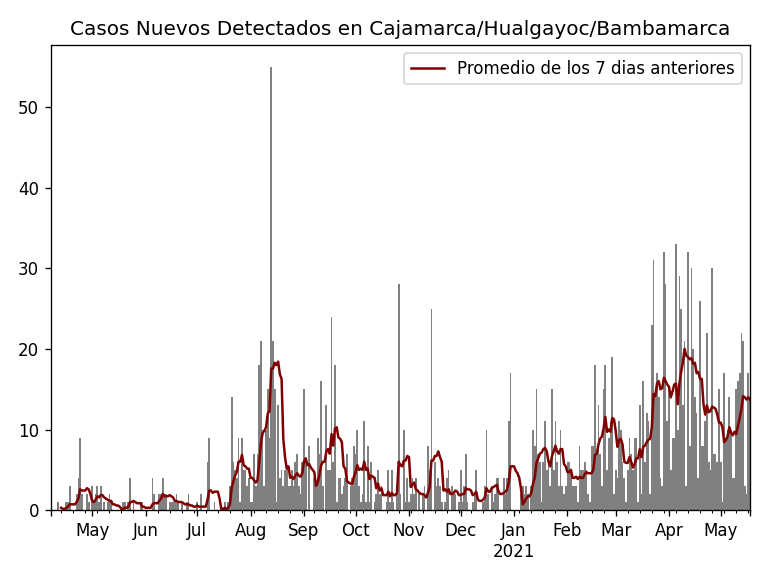 Casos Nuevos Detectados en Cajamarca/Hualgayoc/Bambamarca
Promedio de los 7 dias anteriores
50
40
30
20
10
0
May Jun Jul Aug Sep Oct Nov Dec Jan Feb Mar Apr May
2021